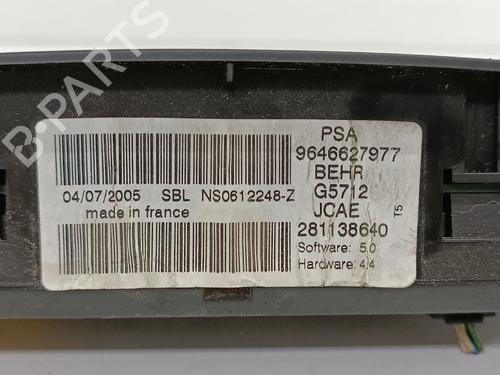 PSA
9646627977
BEHR
G5712
JCAE
281138640
Software: 5.0
Hardware: 4.4
T5
04/07/2005 SBL NS0612248-Z
made in france
B-PARTS